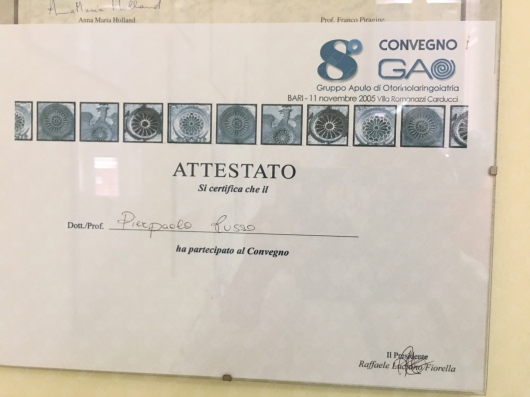 AnnaMaria Holland
Anna Maria Holland Prof. Franco Piragine
8° CONVEGNO
GAO
Gruppo Apulo di Otorinolaringoiatria
BARI - 11 novembre 2005 Villa Romanazzi Carducci
ATTESTATO
Si certifica che il
Dott./Prof. Pierpaolo Russo
ha partecipato al Convegno
Il Presidente
Raffaele Luciano Fiorella